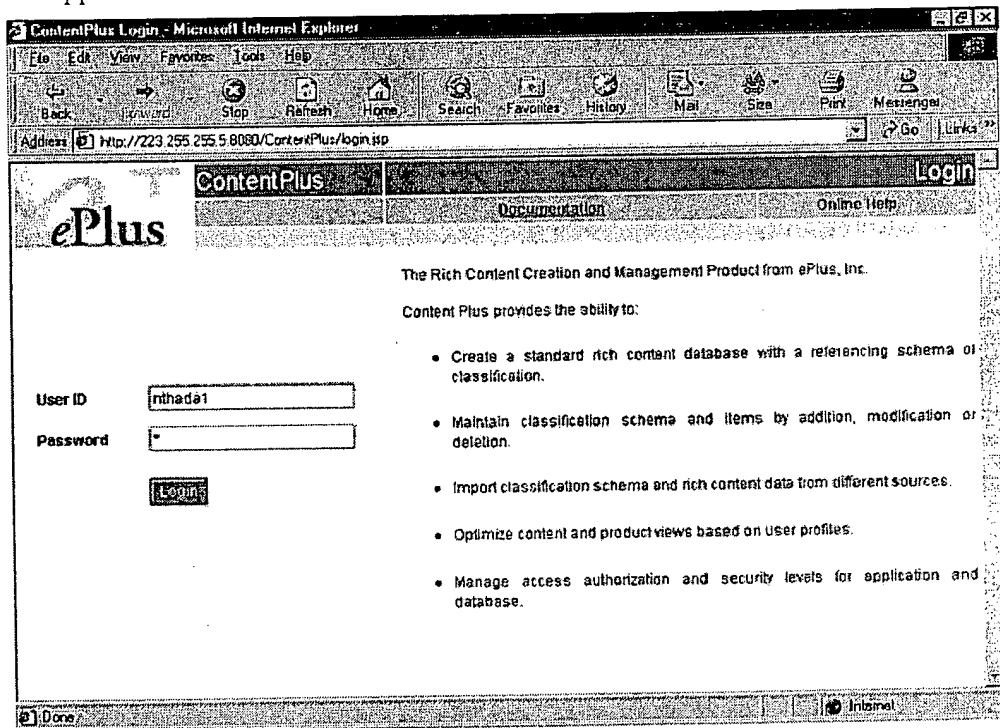 ContentPlus Login - Microsoft Internet Explorer
File Edit View Favorites Tools Help
Back Forward Stop Refresh Home Search Favorites History Mail Size Print Messenger
Address http://223.255.255.5:8080/ContentPlus/login.jsp Go Links »
ePlus
ContentPlus
Login
Documentation
Online Help
The Rich Content Creation and Management Product from ePlus, Inc.
Content Plus provides the ability to:
• Create a standard rich content database with a referencing schema of
classification.
• Maintain classification schema and items by addition, modification or
deletion.
• Import classification schema and rich content data from different sources.
• Optimize content and product views based on user profiles.
• Manage access authorization and security levels for application and
database.
User ID nthada1
Password *
Login
Done
Internet